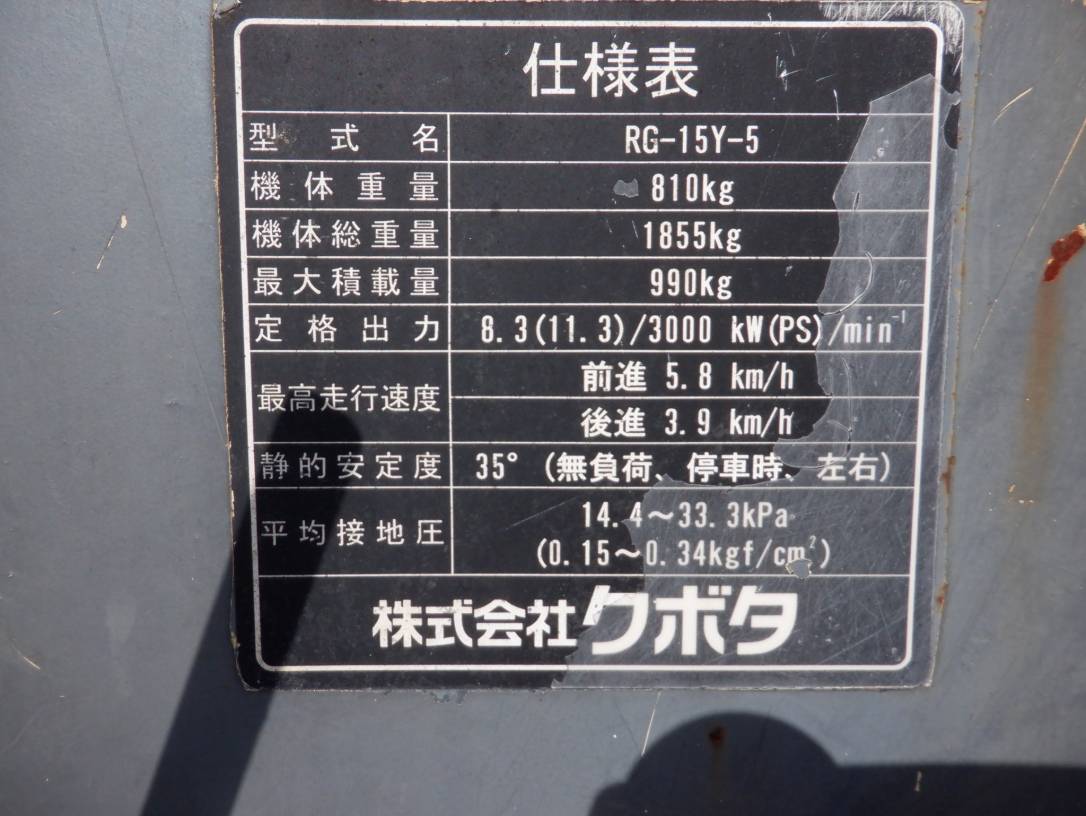 仕様表
型式名 RG-15Y-5
機体重量 810kg
機体総重量 1855kg
最大積載量 990kg
定格出力 8.3(11.3)/3000 kW(PS)/min⁻¹
最高走行速度 前進 5.8 km/h
後進 3.9 km/h
静的安定度 35° (無負荷、停車時、左右)
平均接地圧 14.4～33.3kPa
(0.15～0.34kgf/cm²)
株式会社クボタ